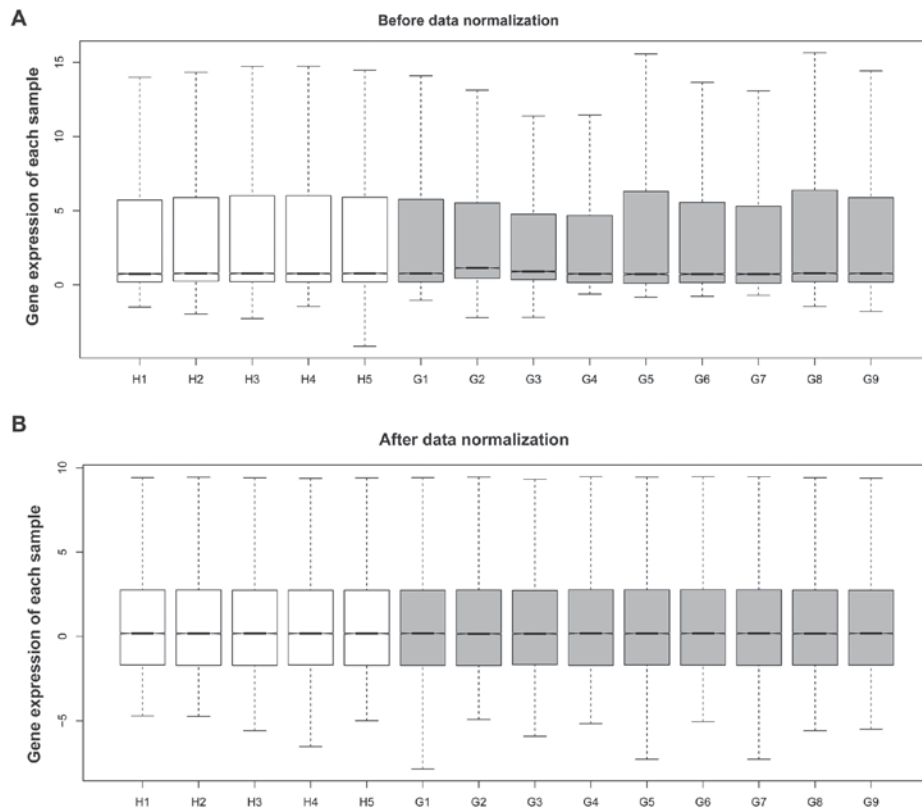 A
Before data normalization
Gene expression of each sample
15
10
5
0
H1 H2 H3 H4 H5 G1 G2 G3 G4 G5 G6 G7 G8 G9
B
After data normalization
Gene expression of each sample
10
5
0
−5
H1 H2 H3 H4 H5 G1 G2 G3 G4 G5 G6 G7 G8 G9